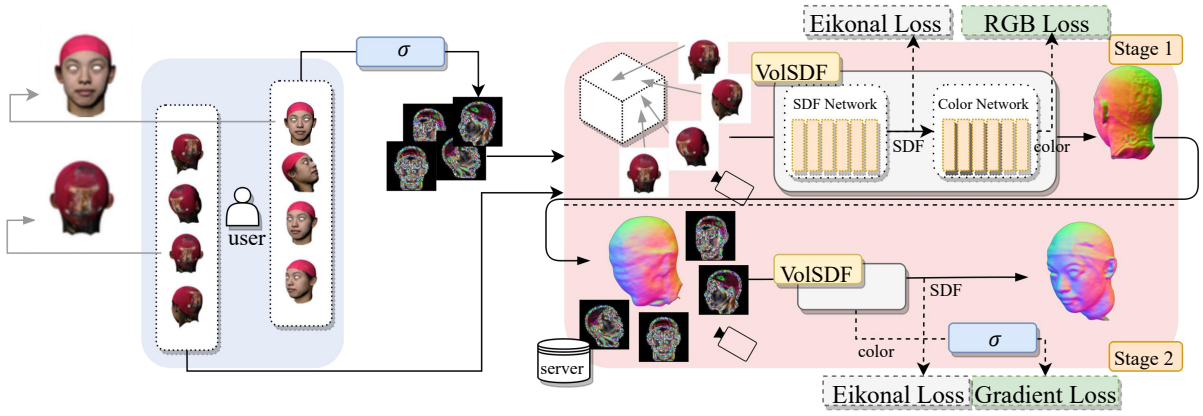 Eikonal Loss
RGB Loss
Stage 1
σ
VolSDF
SDF Network
Color Network
SDF
color
user
VolSDF
SDF
color
σ
server
Stage 2
Eikonal Loss
Gradient Loss